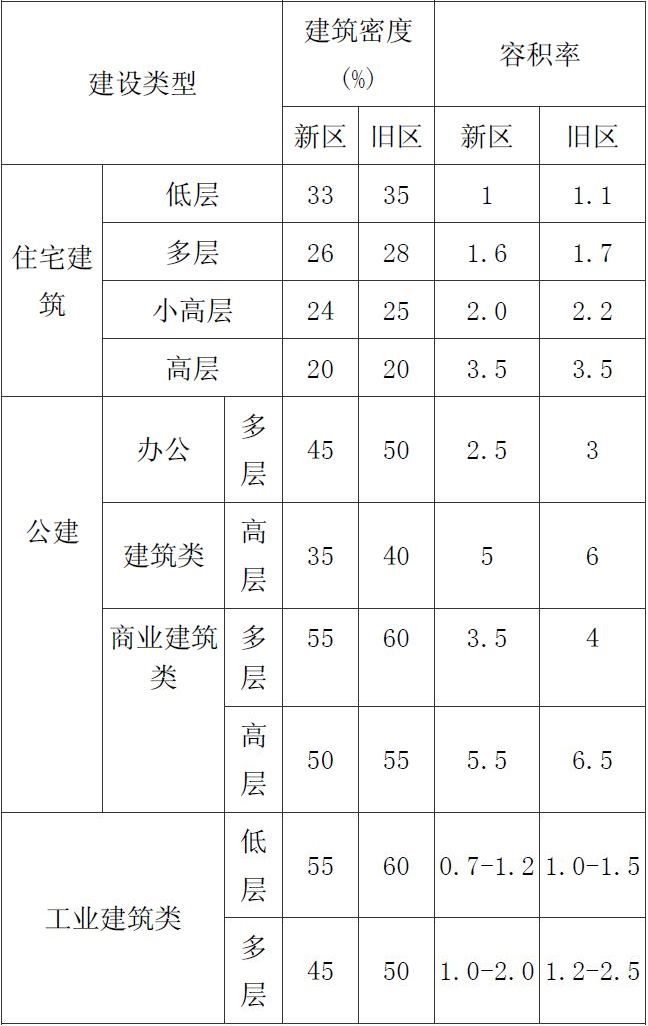 建设类型 建筑密度 容积率
(%)
新区 旧区 新区 旧区
住宅建筑 低层 33 35 1 1.1
多层 26 28 1.6 1.7
小高层 24 25 2.0 2.2
高层 20 20 3.5 3.5
公建 办公 多层 45 50 2.5 3
建筑类 高层 35 40 5 6
商业建筑类 多层 55 60 3.5 4
高层 50 55 5.5 6.5
工业建筑类 低层 55 60 0.7-1.2 1.0-1.5
多层 45 50 1.0-2.0 1.2-2.5